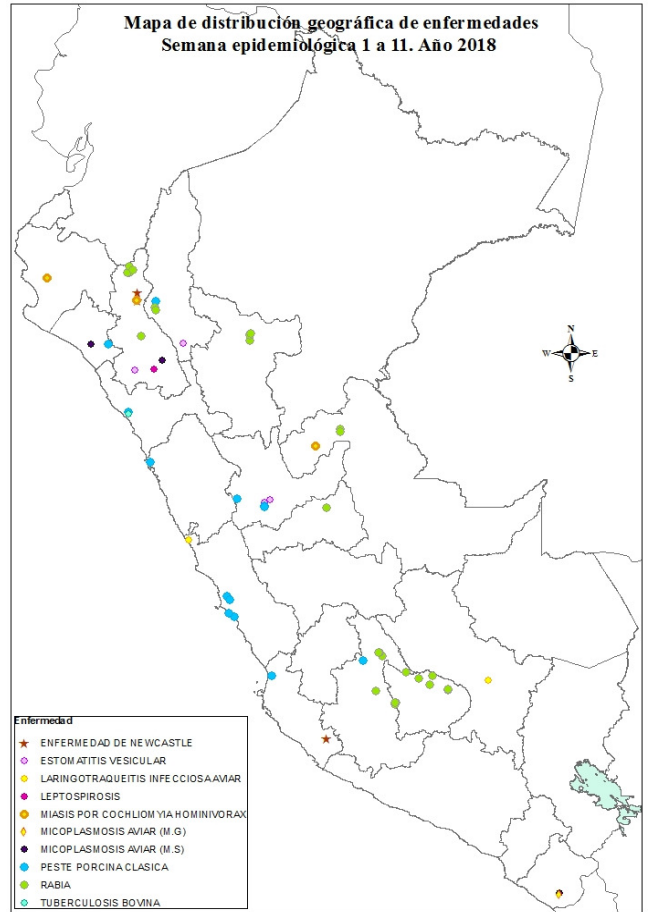 Mapa de distribución geográfica de enfermedades
Semana epidemiológica 1 a 11. Año 2018
N
W E
S
Enfermedad
ENFERMEDAD DE NEWCASTLE
ESTOMATITIS VESICULAR
LARINGOTRAQUEITIS INFECCIOSA AVIAR
LEPTOSPIROSIS
MIASIS POR COCHLIOMYIA HOMINIVORAX
MICOPLASMOSIS AVIAR (M.G)
MICOPLASMOSIS AVIAR (M.S)
PESTE PORCINA CLASICA
RABIA
TUBERCULOSIS BOVINA